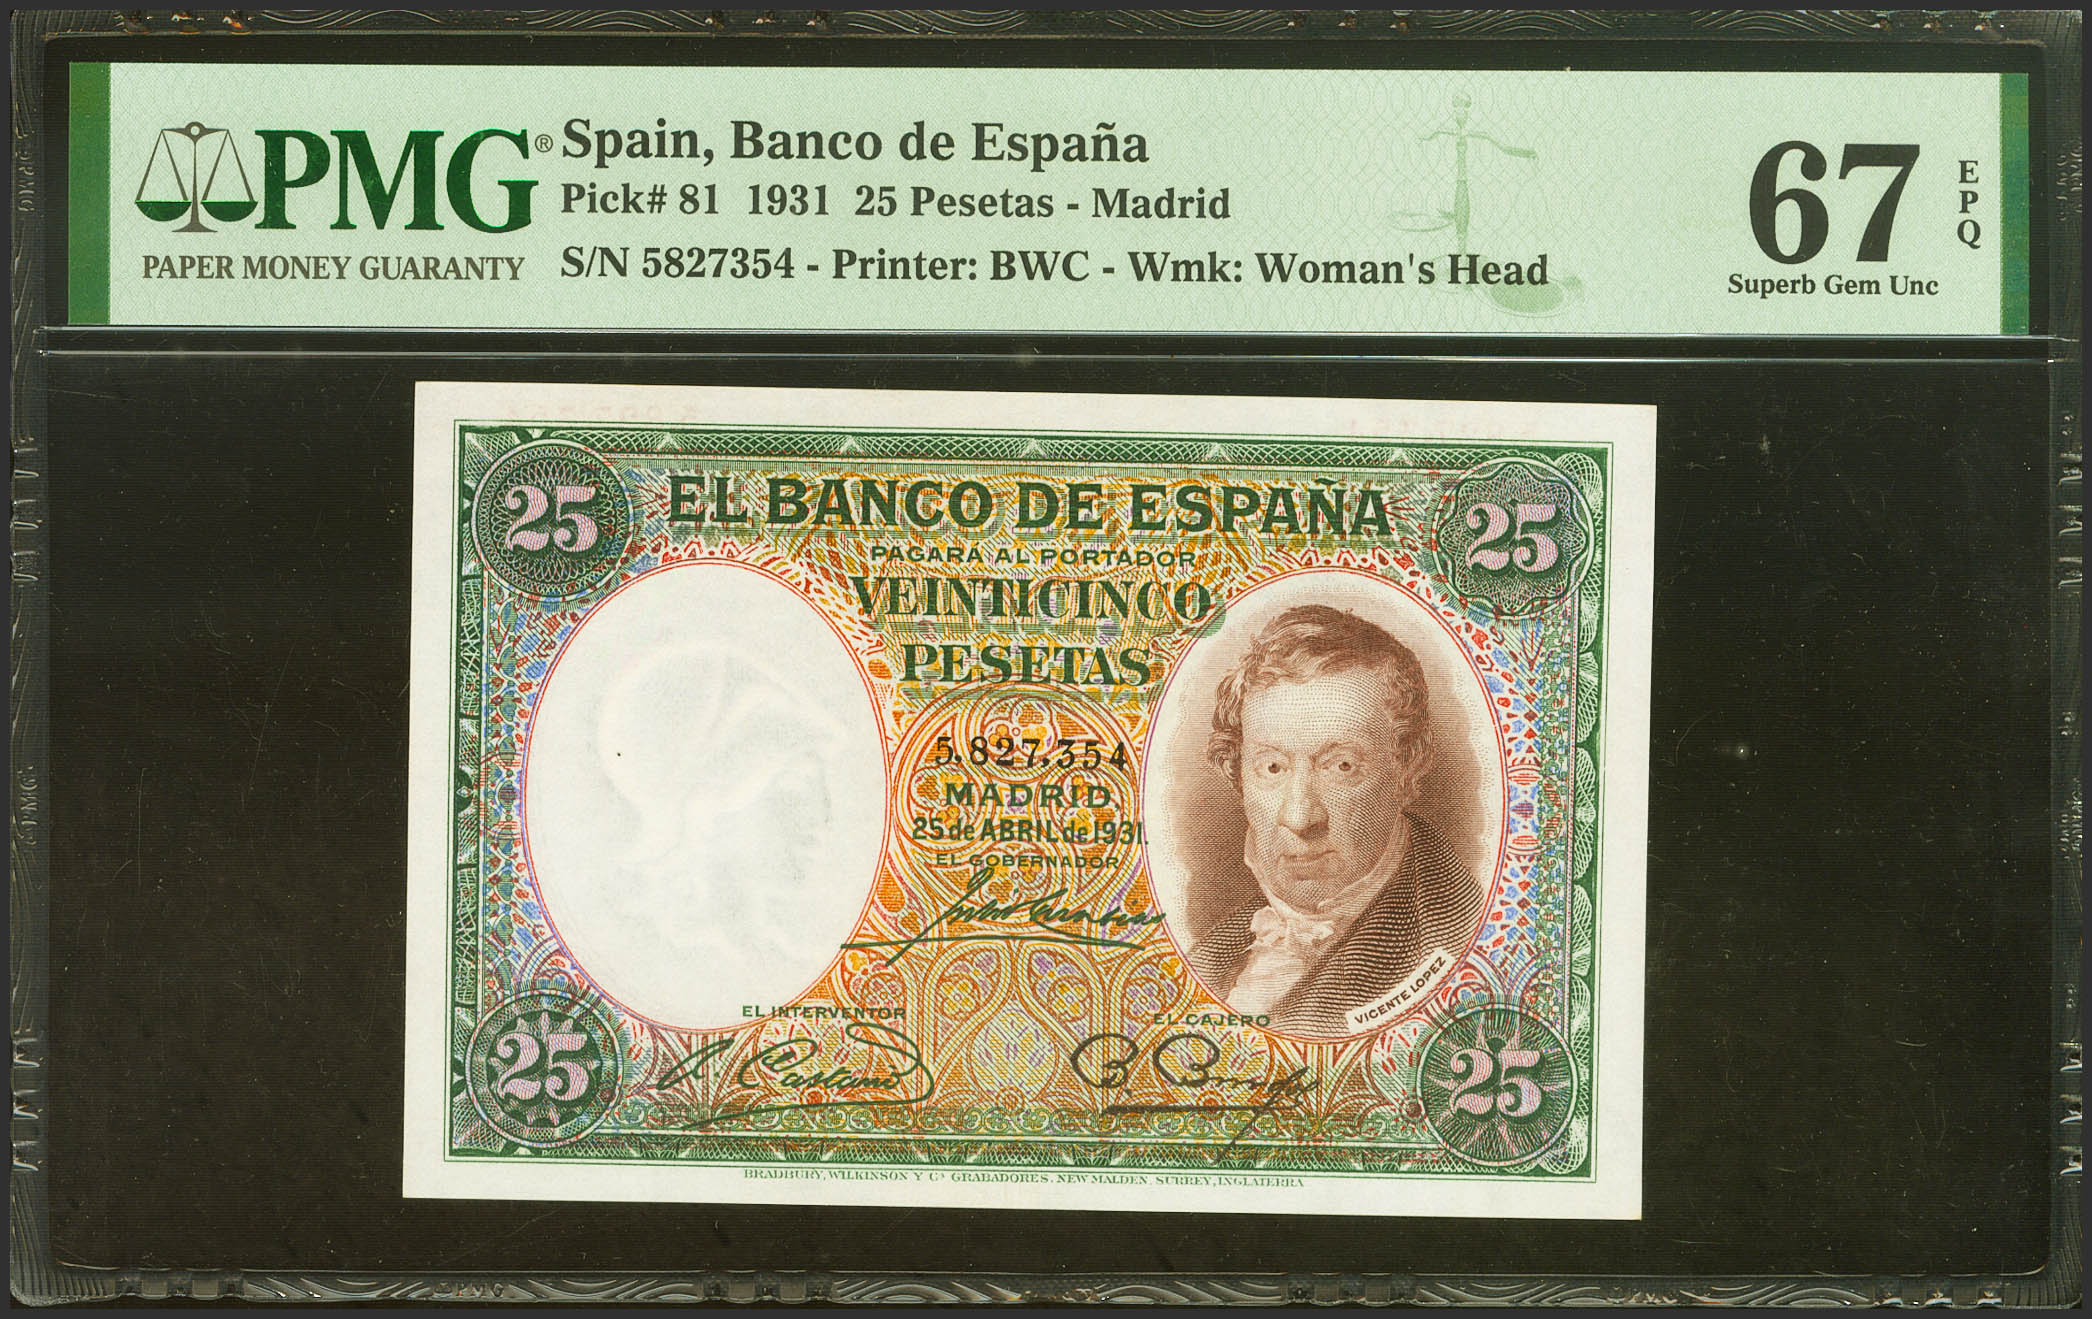 PMG®
PAPER MONEY GUARANTY
Spain, Banco de España
Pick# 81 1931 25 Pesetas - Madrid
S/N 5827354 - Printer: BWC - Wmk: Woman's Head
67
EPQ
Superb Gem Unc
25
EL BANCO DE ESPAÑA
25
PAGARÁ AL PORTADOR
VEINTICINCO
PESETAS
5.827.354
MADRID,
25 de ABRIL de 1931.
EL GOBERNADOR
VICENTE LOPEZ
EL INTERVENTOR
EL CAJERO
25
25
BRADBURY, WILKINSON Y Cª GRABADORES. NEW MALDEN. SURREY, INGLATERRA
PMG